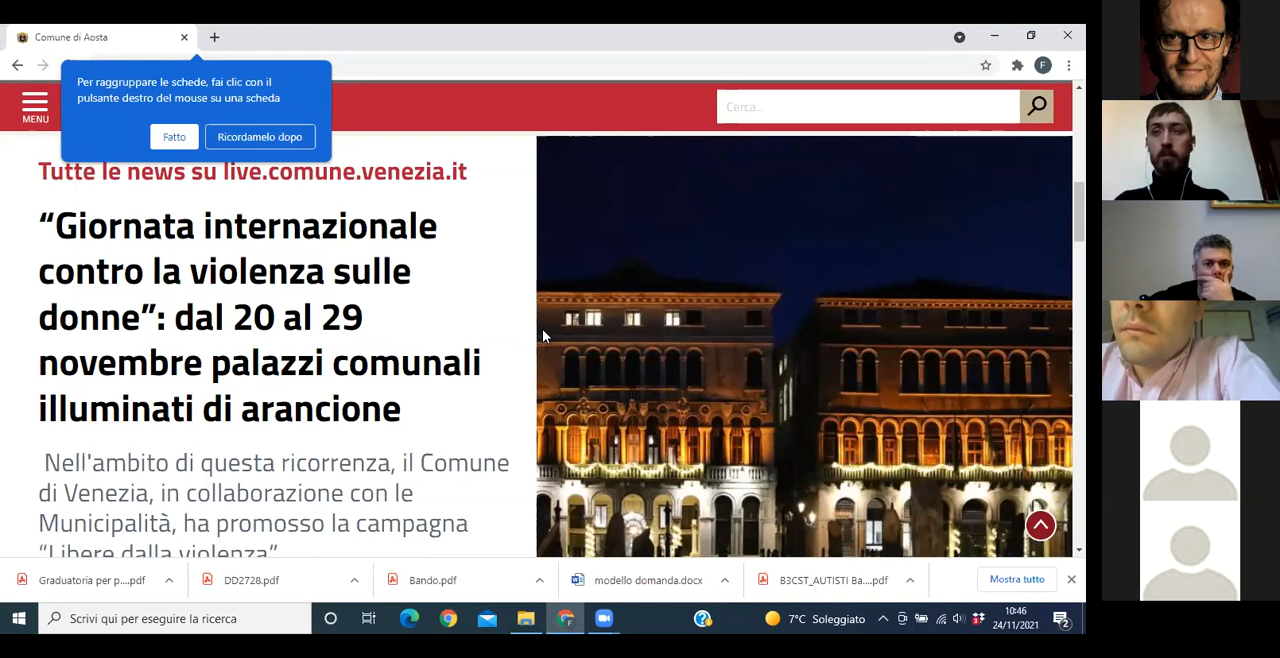 Comune di Aosta
Per raggruppare le schede, fai clic con il
pulsante destro del mouse su una scheda
Fatto
Ricordamelo dopo
F
MENU
Cerca...
Tutte le news su live.comune.venezia.it
“Giornata internazionale
contro la violenza sulle
donne”: dal 20 al 29
novembre palazzi comunali
illuminati di arancione
Nell'ambito di questa ricorrenza, il Comune
di Venezia, in collaborazione con le
Municipalità, ha promosso la campagna
“Libere dalla violenza”
Graduatoria per p....pdf
DD2728.pdf
Bando.pdf
modello domanda.docx
B3CST_AUTISTI Ba....pdf
Mostra tutto
Scrivi qui per eseguire la ricerca
7°C Soleggiato
10:46
24/11/2021
2